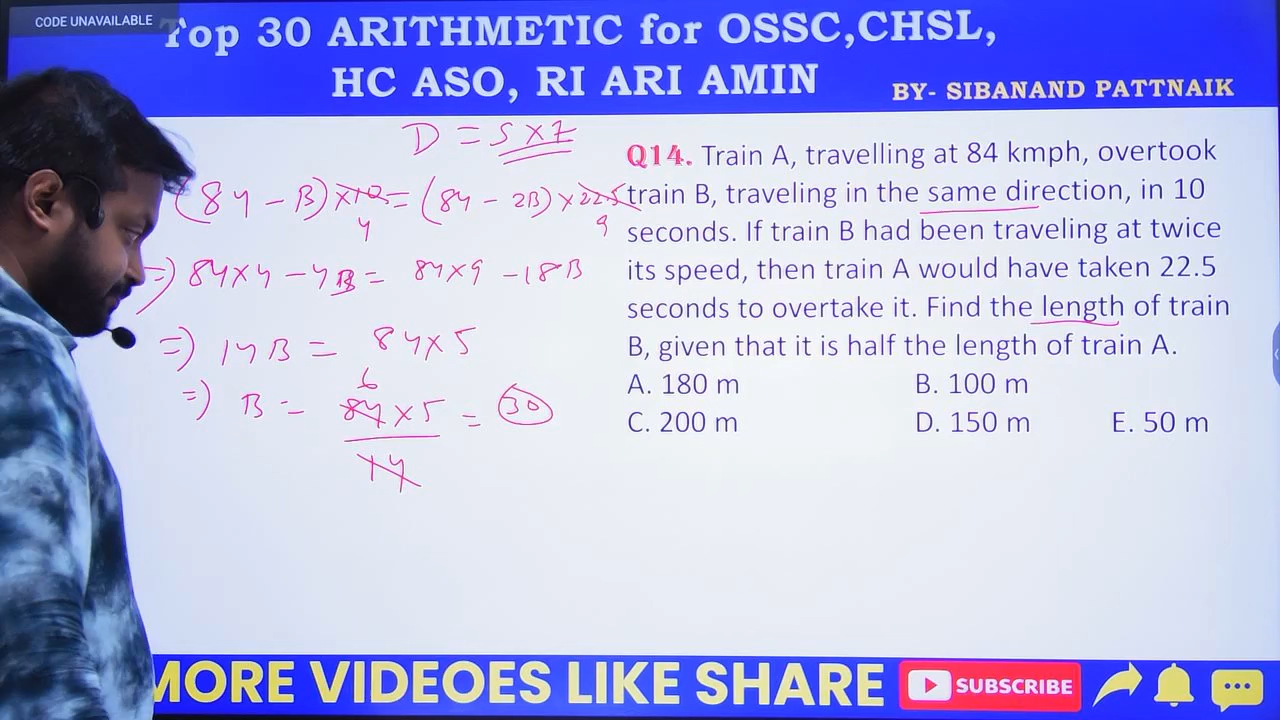 CODE UNAVAILABLE
Top 30 ARITHMETIC for OSSC,CHSL,
HC ASO, RI ARI AMIN
BY- SIBANAND PATTNAIK
D = S × T
(84 - B) × 10 = (84 - 2B) × 22.5
4 9
=) 84×4 - 4B = 84×9 - 18B
=) 14B = 84×5
6
=) B = 84×5 = 30
14
Q14. Train A, travelling at 84 kmph, overtook
train B, traveling in the same direction, in 10
seconds. If train B had been traveling at twice
its speed, then train A would have taken 22.5
seconds to overtake it. Find the length of train
B, given that it is half the length of train A.
A. 180 m B. 100 m
C. 200 m D. 150 m E. 50 m
MORE VIDEOES LIKE SHARE
SUBSCRIBE